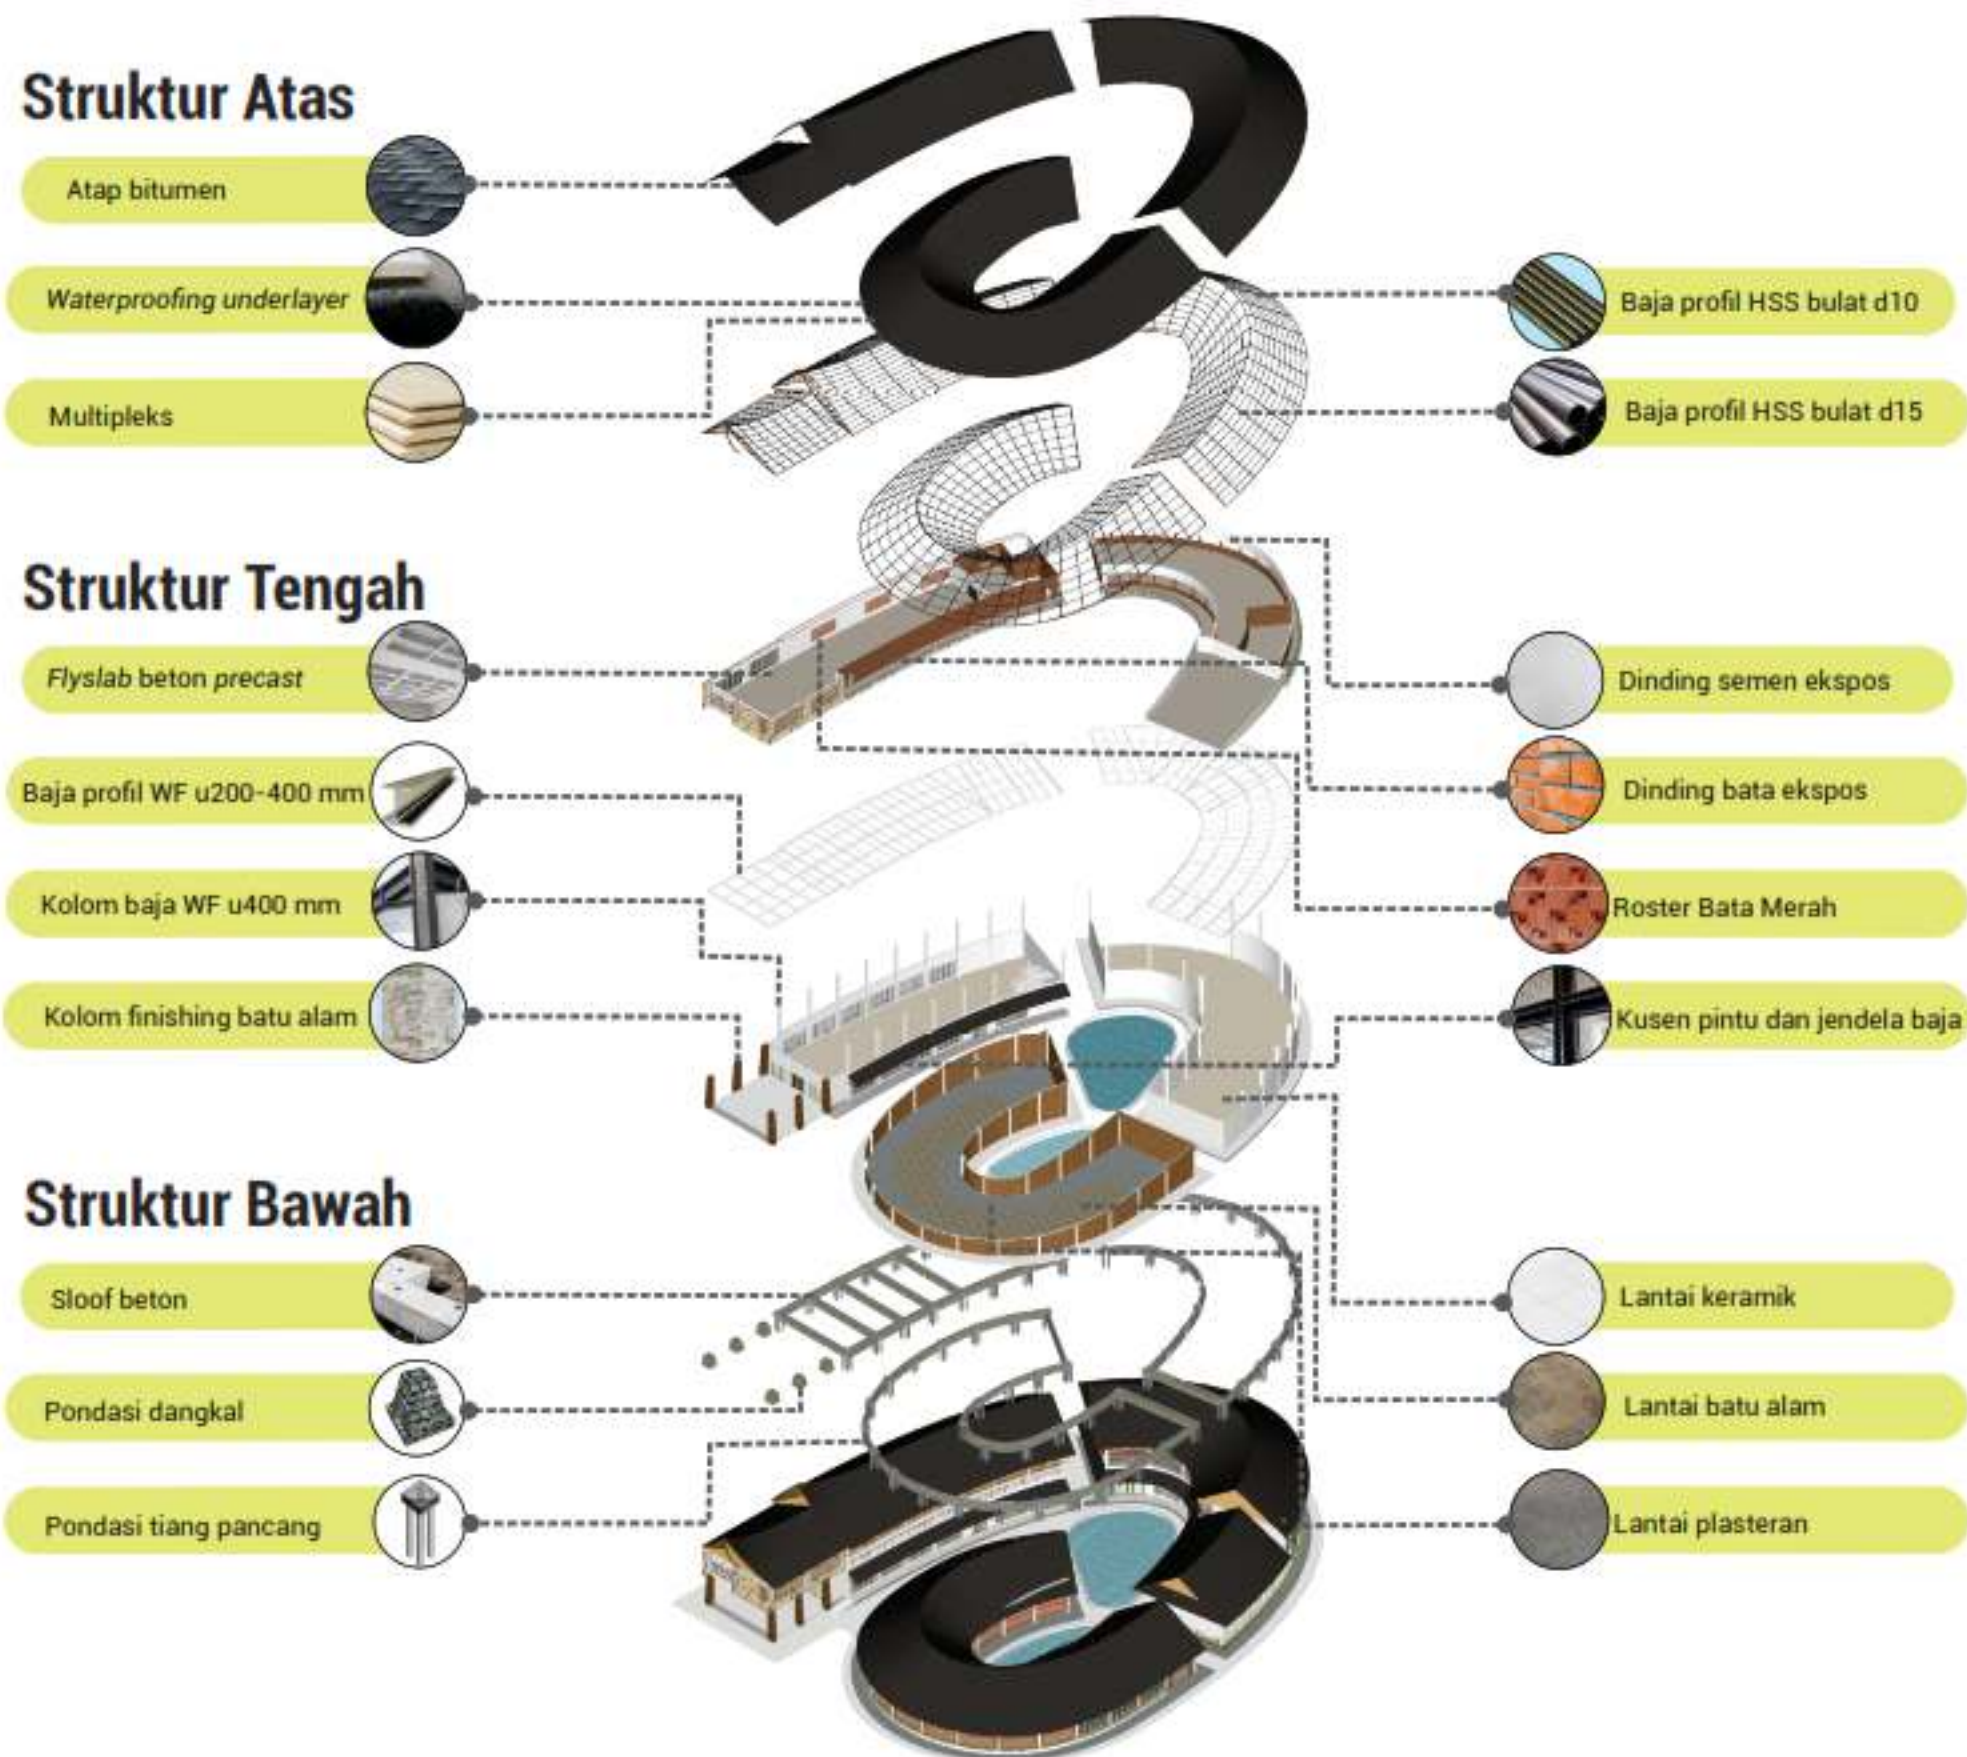 Struktur Atas
Atap bitumen
Waterproofing underlayer
Multipleks
Baja profil HSS bulat d10
Baja profil HSS bulat d15
Struktur Tengah
Flyslab beton precast
Baja profil WF u200-400 mm
Kolom baja WF u400 mm
Kolom finishing batu alam
Dinding semen ekspos
Dinding bata ekspos
Roster Bata Merah
Kusen pintu dan jendela baja
Struktur Bawah
Sloof beton
Pondasi dangkal
Pondasi tiang pancang
Lantai keramik
Lantai batu alam
Lantai plasteran